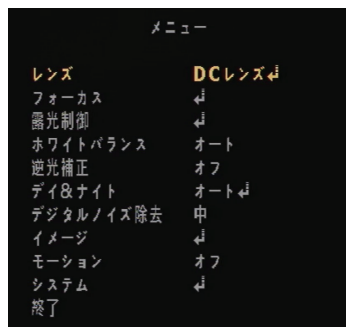 メニュー
レンズ DCレンズ↲
フォーカス ↲
露光制御 ↲
ホワイトバランス オート
逆光補正 オフ
デイ&ナイト オート↲
デジタルノイズ除去 中
イメージ ↲
モーション オフ
システム ↲
終了